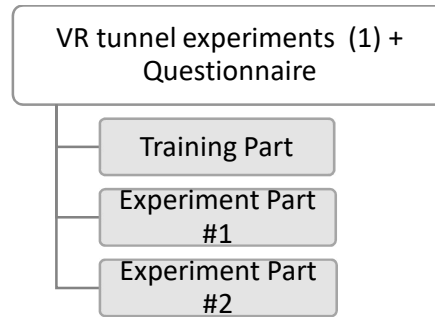 VR tunnel experiments  (1) +
Questionnaire
Training Part
Experiment Part
#1
Experiment Part
#2